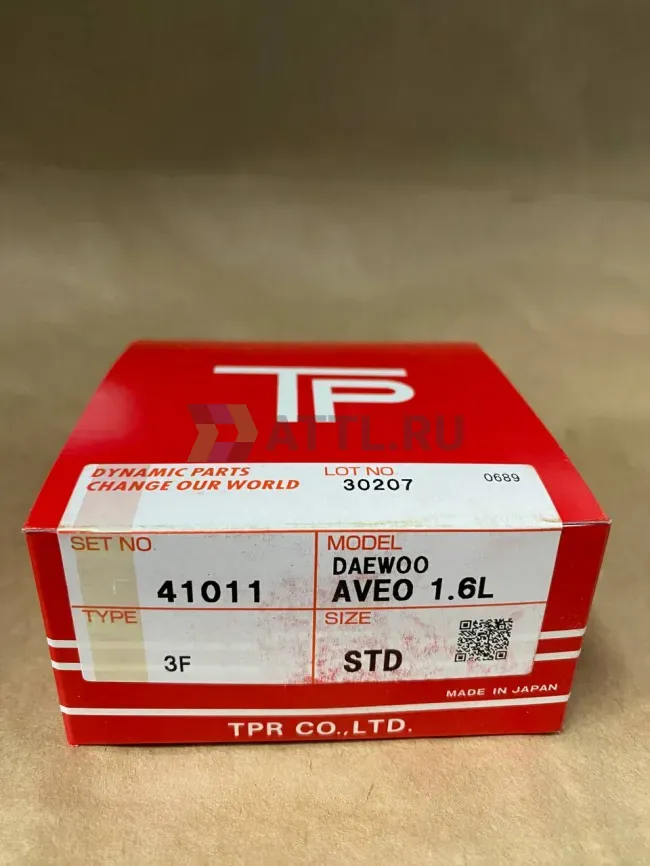 TP
ATTL.RU
DYNAMIC PARTS
CHANGE OUR WORLD
LOT NO
30207
0689
SET NO
41011
MODEL
DAEWOO
AVEO 1.6L
TYPE
3F
SIZE
STD
MADE IN JAPAN
TPR CO.,LTD.